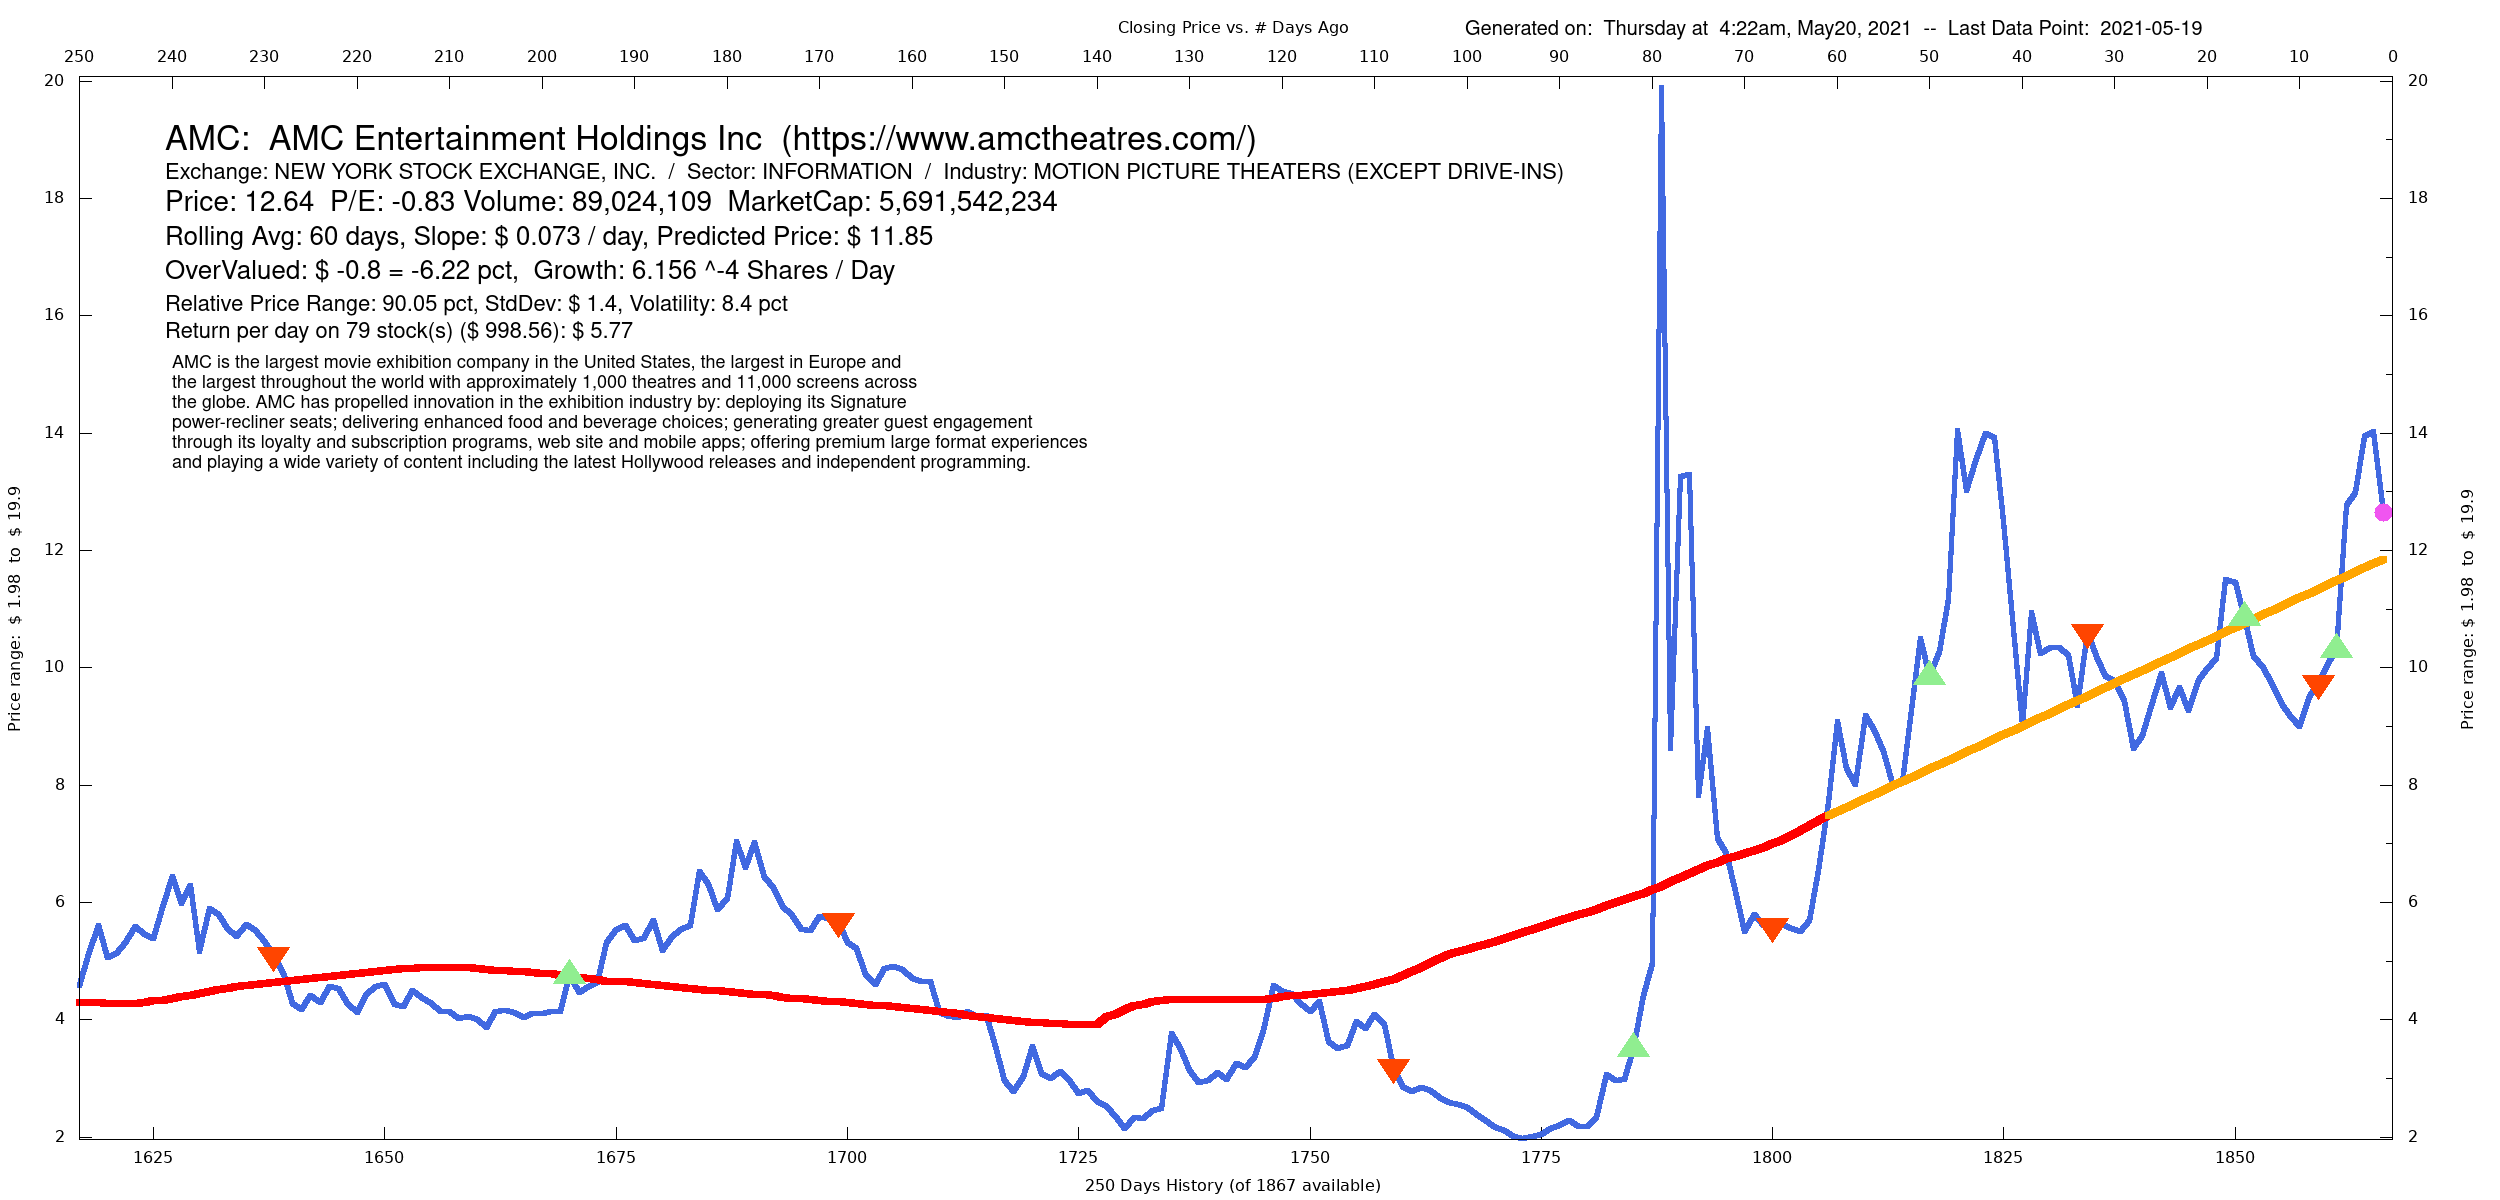 Closing Price vs. # Days Ago
Generated on:  Thursday at  4:22am, May20, 2021  --  Last Data Point:  2021-05-19
250 240 230 220 210 200 190 180 170 160 150 140 130 120 110 100 90 80 70 60 50 40 30 20 10 0
20 20
AMC:  AMC Entertainment Holdings Inc  (https://www.amctheatres.com/)
Exchange: NEW YORK STOCK EXCHANGE, INC.  /  Sector: INFORMATION  /  Industry: MOTION PICTURE THEATERS (EXCEPT DRIVE-INS)
18 18
Price: 12.64  P/E: -0.83 Volume: 89,024,109  MarketCap: 5,691,542,234
Rolling Avg: 60 days, Slope: $ 0.073 / day, Predicted Price: $ 11.85
OverValued: $ -0.8 = -6.22 pct,  Growth: 6.156 ^-4 Shares / Day
Relative Price Range: 90.05 pct, StdDev: $ 1.4, Volatility: 8.4 pct
16 16
Return per day on 79 stock(s) ($ 998.56): $ 5.77
AMC is the largest movie exhibition company in the United States, the largest in Europe and
the largest throughout the world with approximately 1,000 theatres and 11,000 screens across
the globe. AMC has propelled innovation in the exhibition industry by: deploying its Signature
power-recliner seats; delivering enhanced food and beverage choices; generating greater guest engagement
14 14
through its loyalty and subscription programs, web site and mobile apps; offering premium large format experiences
and playing a wide variety of content including the latest Hollywood releases and independent programming.
12 12
Price range:  $ 1.98  to  $ 19.9
Price range: $ 1.98  to  $ 19.9
10 10
8 8
6 6
4 4
2 2
1625 1650 1675 1700 1725 1750 1775 1800 1825 1850
250 Days History (of 1867 available)